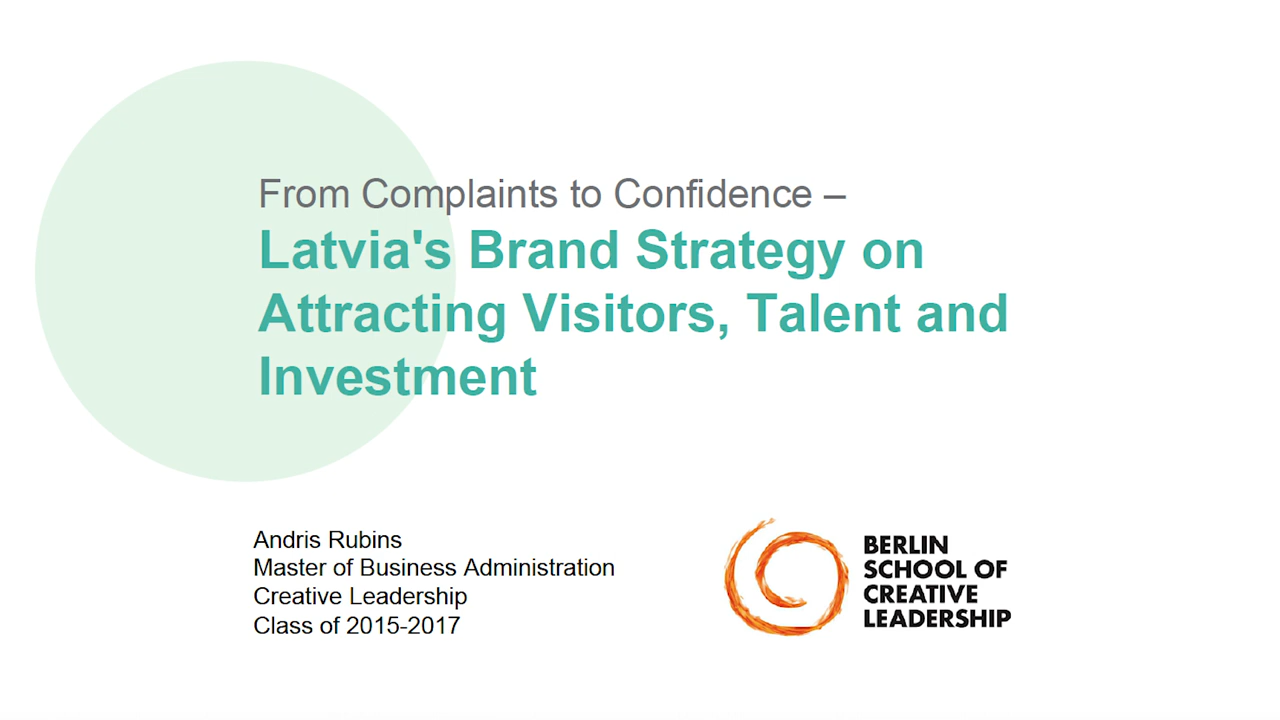 From Complaints to Confidence –
Latvia's Brand Strategy on
Attracting Visitors, Talent and
Investment
Andris Rubins
Master of Business Administration
Creative Leadership
Class of 2015-2017
BERLIN
SCHOOL OF
CREATIVE
LEADERSHIP